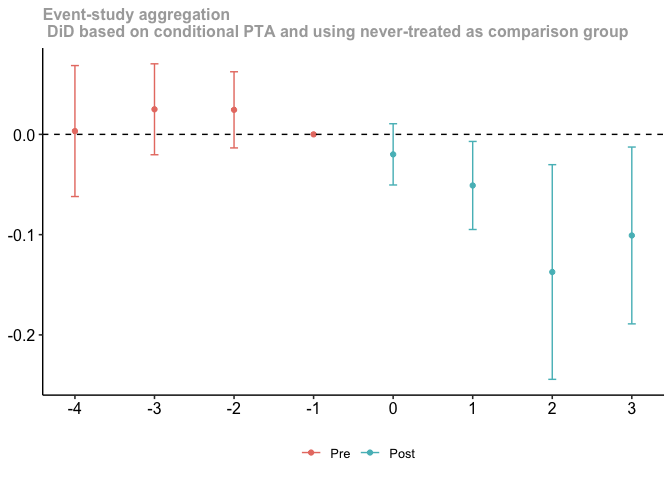 Event-study aggregation
DiD based on conditional PTA and using never-treated as comparison group
0.0
-0.1
-0.2
-4 -3 -2 -1 0 1 2 3
Pre Post